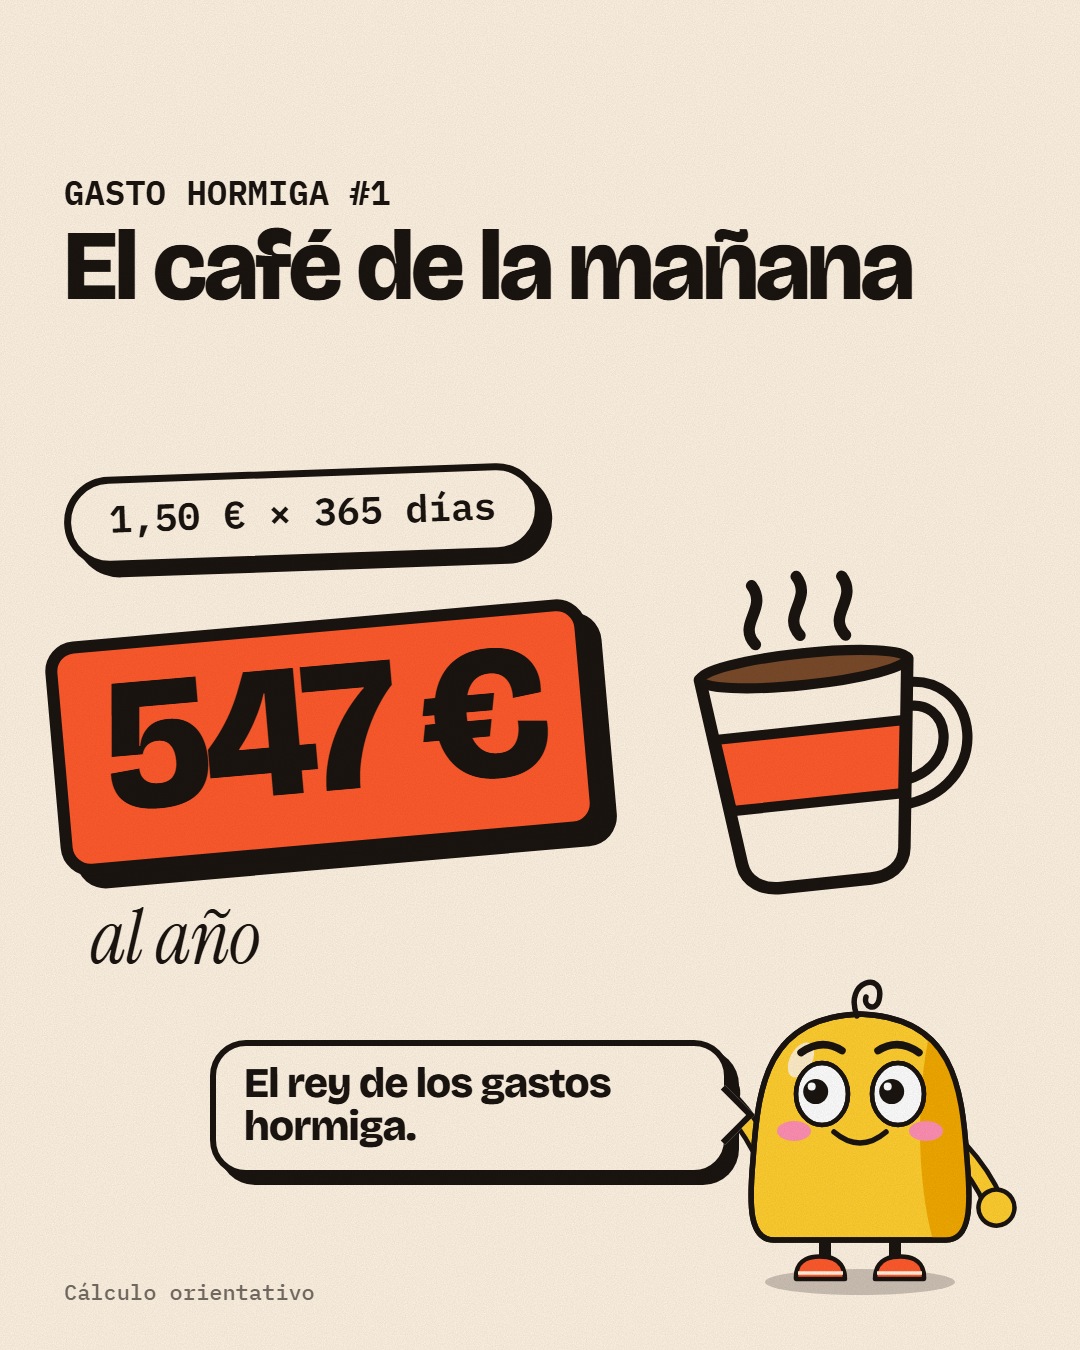 GASTO HORMIGA #1
El café de la mañana
1,50 € × 365 días
547 €
al año
El rey de los gastos
hormiga.
Cálculo orientativo